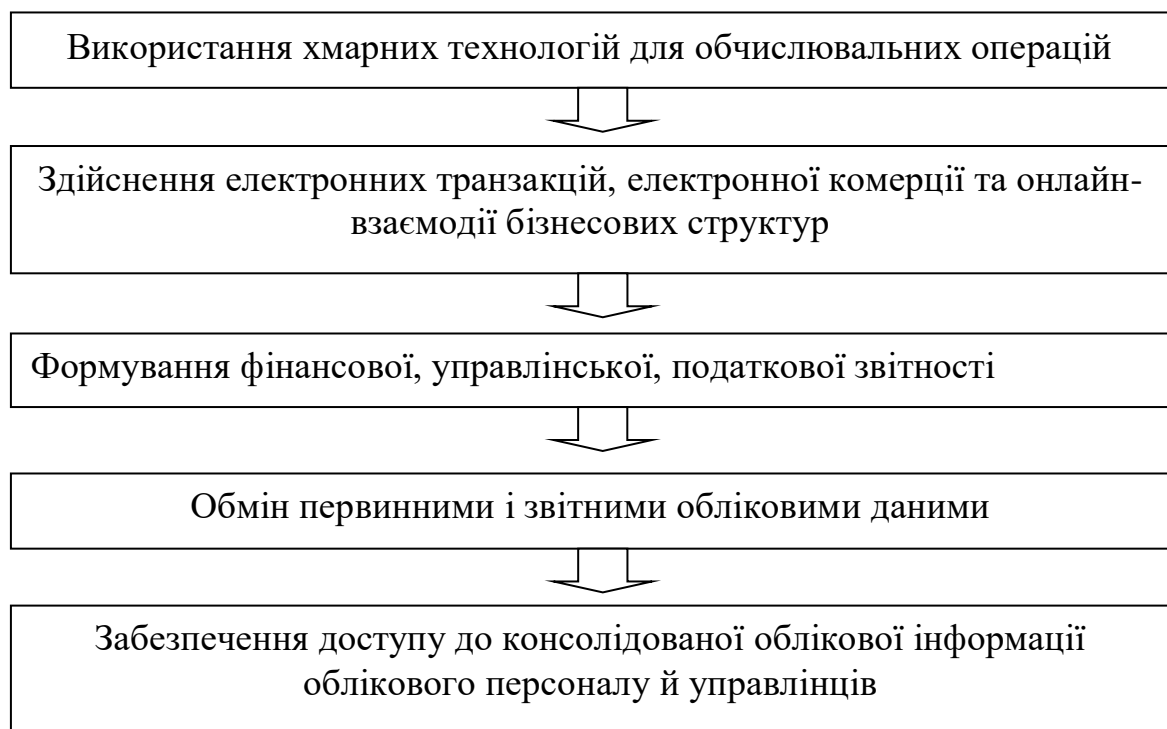 Використання хмарних технологій для обчислювальних операцій
Здійснення електронних транзакцій, електронної комерції та онлайн-
взаємодії бізнесових структур
Формування фінансової, управлінської, податкової звітності
Обмін первинними і звітними обліковими даними
Забезпечення доступу до консолідованої облікової інформації
облікового персоналу й управлінців